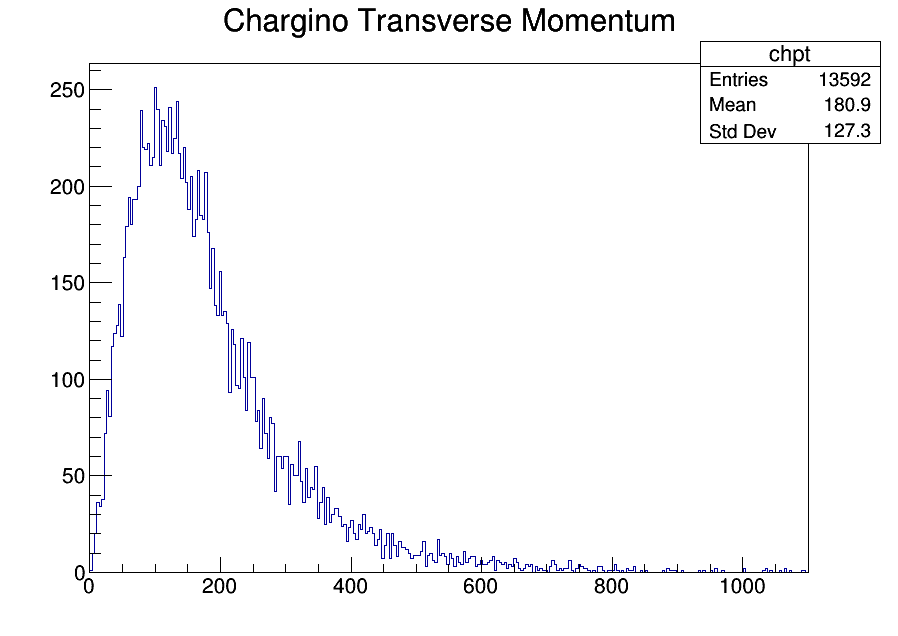 Chargino Transverse Momentum
chpt
Entries 13592
Mean 180.9
Std Dev 127.3
250
200
150
100
50
0
0 200 400 600 800 1000